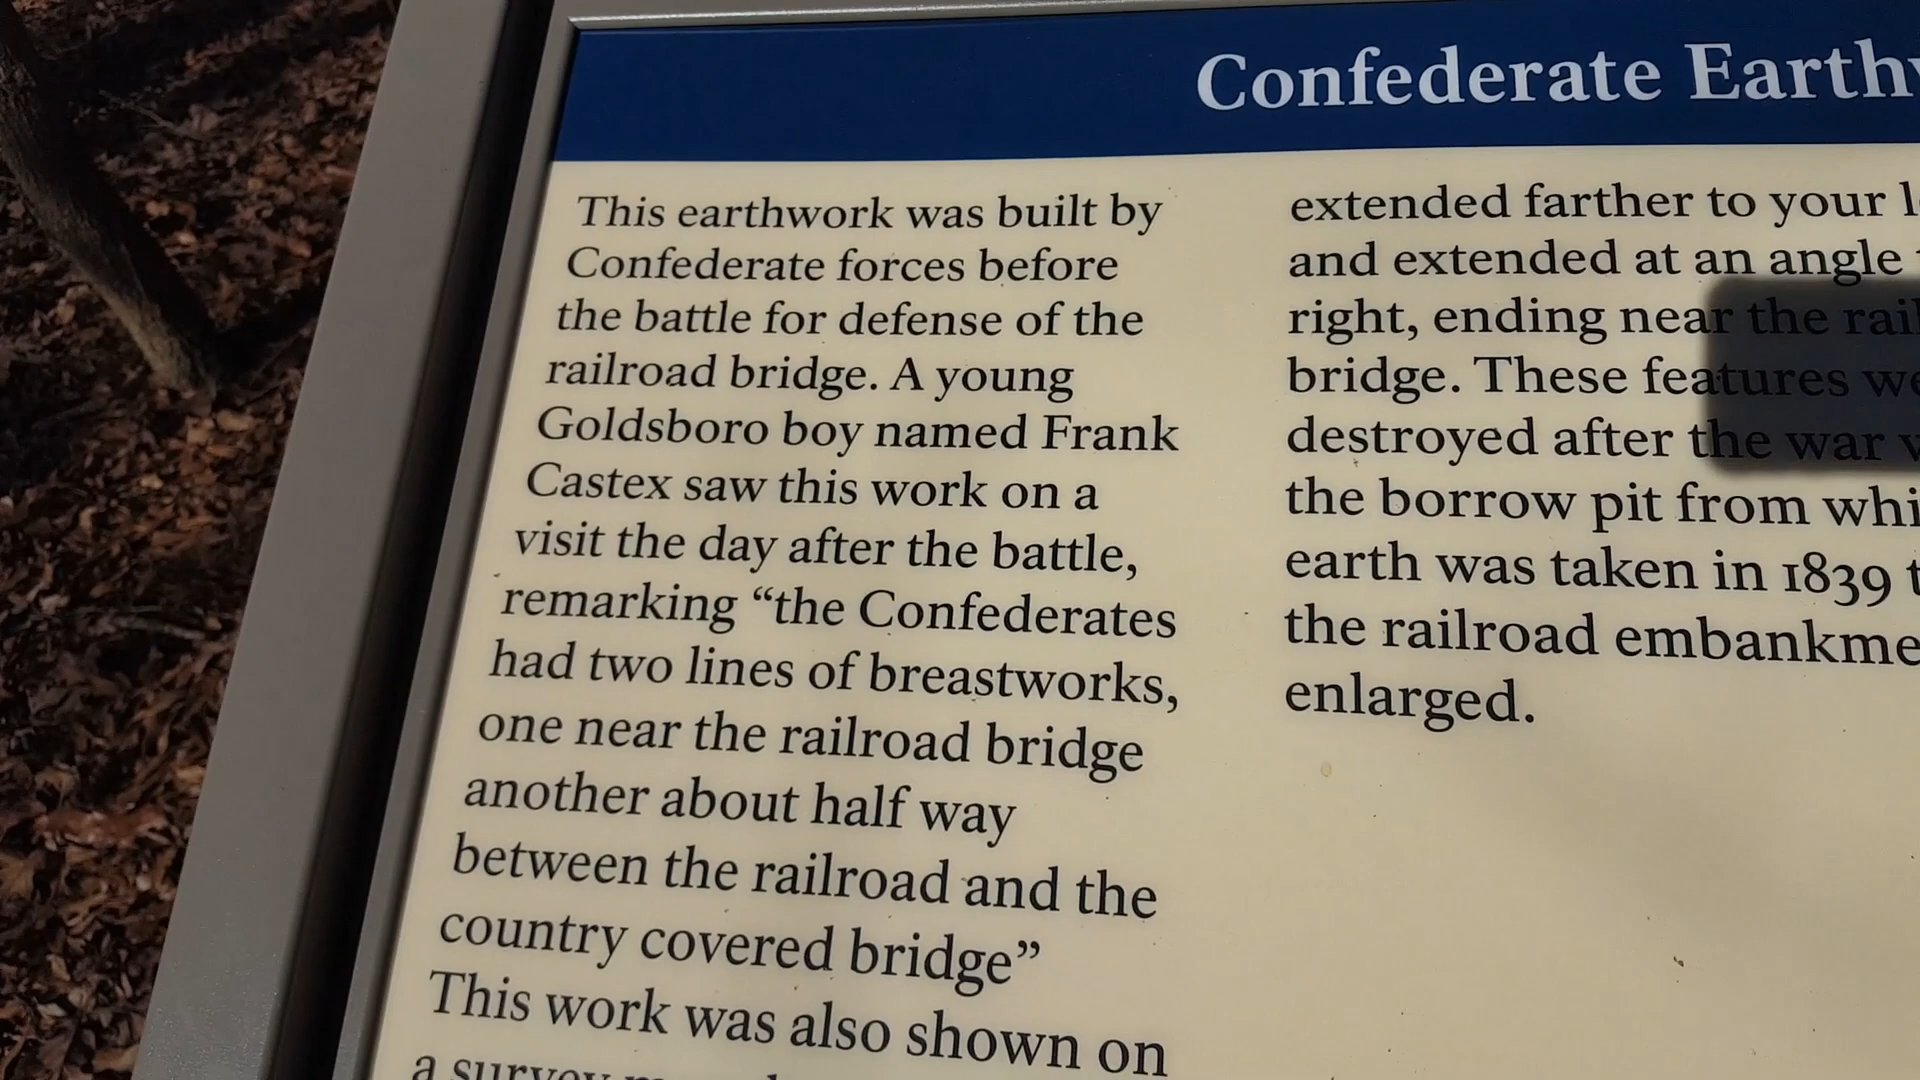 Confederate
This earthwork was built by
Confederate forces before
the battle for defense of the
railroad bridge. A young
Goldsboro boy named Frank
Castex saw this work on a
visit the day after the battle,
remarking “the Confederates
had two lines of breastworks,
one near the railroad bridge
another about half way
between the railroad and the
country covered bridge”
This work was also shown on
a survey
extended farther to your
and extended at an angle
right, ending near the
bridge. These features
destroyed after the war
the borrow pit from
earth was taken in 1839
the railroad
enlarged.